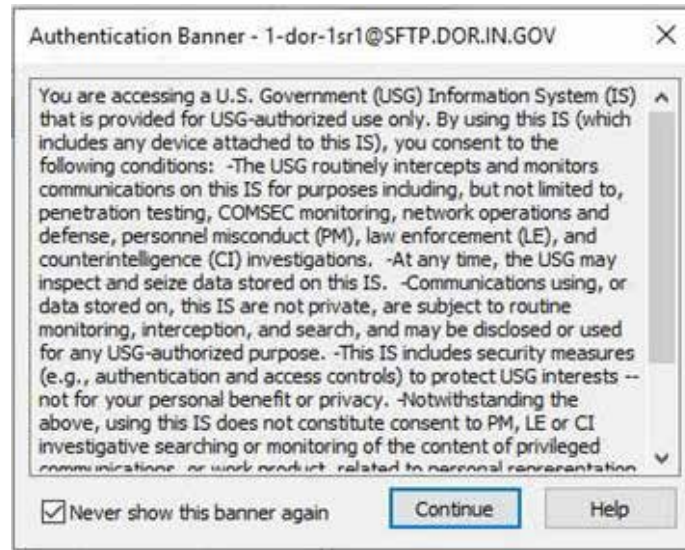 Authentication Banner - 1-dor-1sr1@SFTP.DOR.IN.GOV
You are accessing a U.S. Government (USG) Information System (IS)
that is provided for USG-authorized use only. By using this IS (which
includes any device attached to this IS), you consent to the
following conditions: -The USG routinely intercepts and monitors
communications on this IS for purposes including, but not limited to,
penetration testing, COMSEC monitoring, network operations and
defense, personnel misconduct (PM), law enforcement (LE), and
counterintelligence (CI) investigations. -At any time, the USG may
inspect and seize data stored on this IS. -Communications using, or
data stored on, this IS are not private, are subject to routine
monitoring, interception, and search, and may be disclosed or used
for any USG-authorized purpose. -This IS includes security measures
(e.g., authentication and access controls) to protect USG interests --
not for your personal benefit or privacy. -Notwithstanding the
above, using this IS does not constitute consent to PM, LE or CI
investigative searching or monitoring of the content of privileged
communications, or work product, related to personal representation
Never show this banner again
Continue
Help